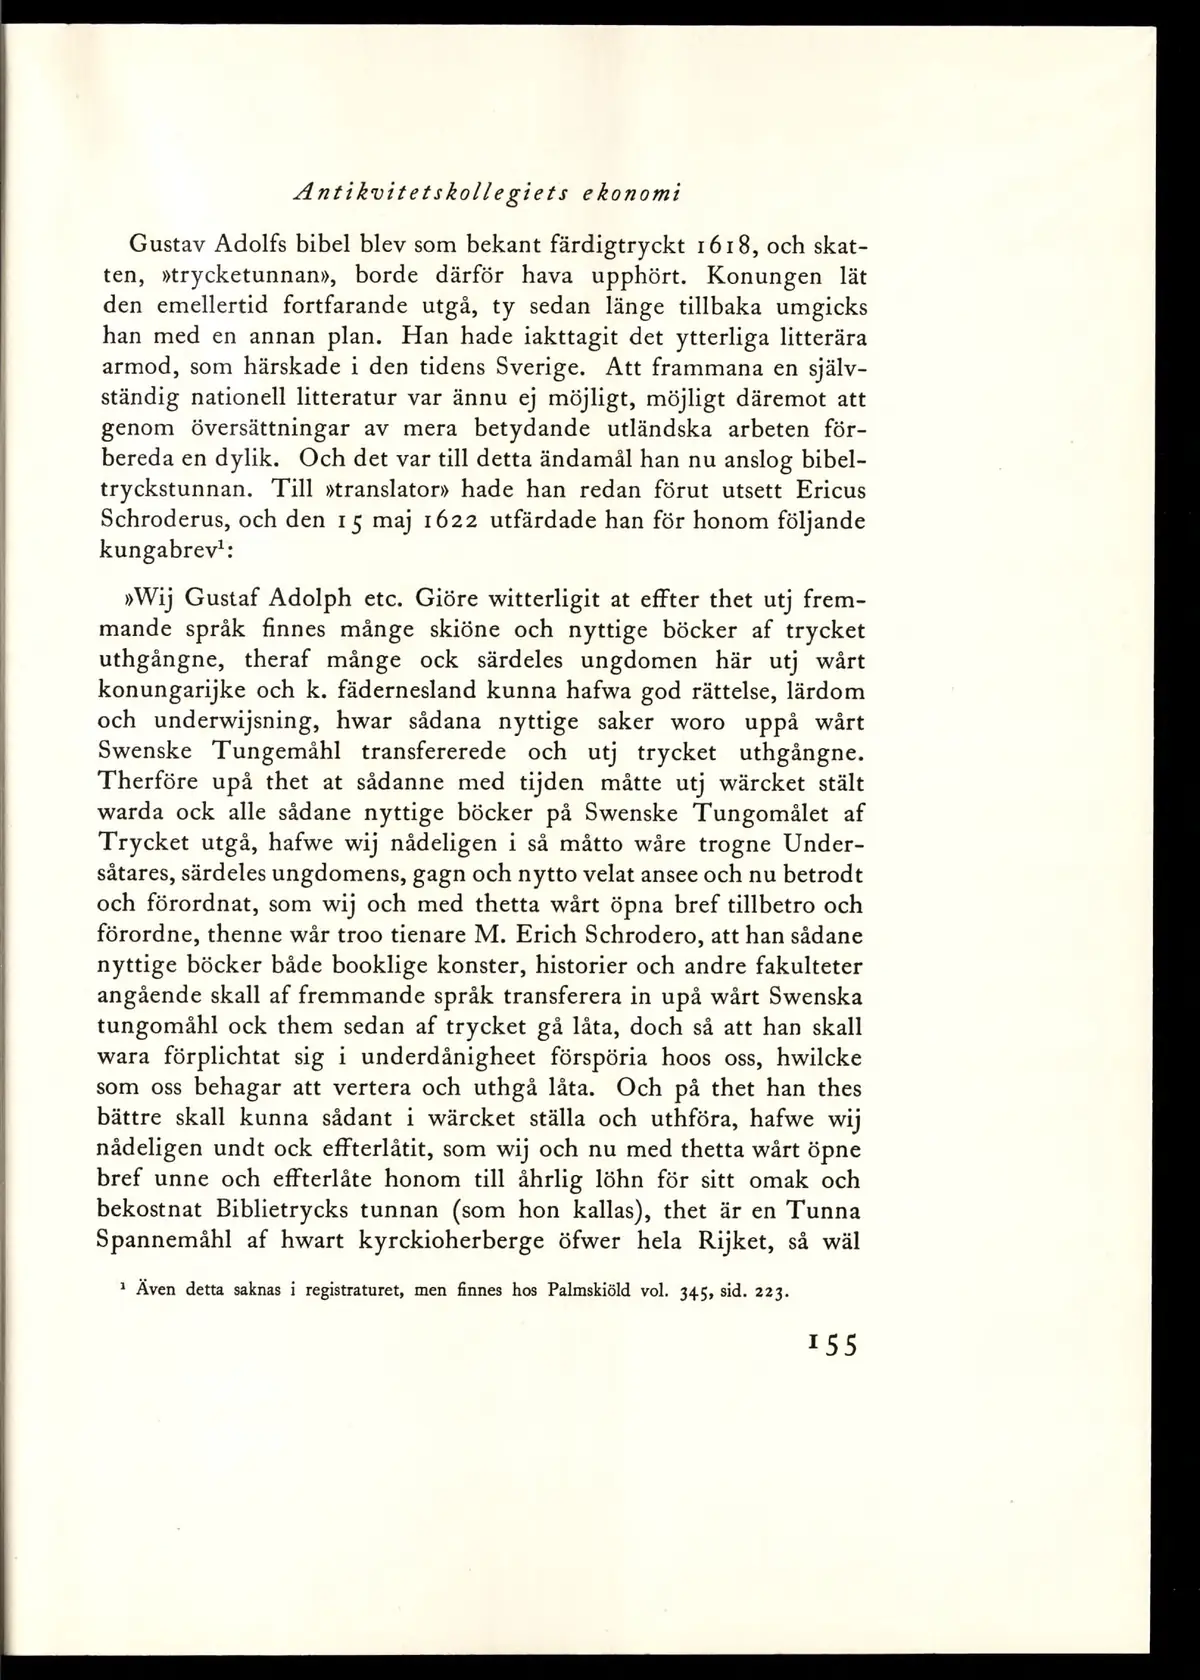 Antikvitetskollegiets ekonomi
Gustav Adolfs bibel blev som bekant färdigtryckt 1618, och skat-
ten, »trycketunnan», borde därför hava upphört. Konungen lät
den emellertid fortfarande utgå, ty sedan länge tillbaka umgicks
han med en annan plan. Han hade iakttagit det ytterliga litterära
armod, som härskade i den tidens Sverige. Att frammana en själv-
ständig nationell litteratur var ännu ej möjligt, möjligt däremot att
genom översättningar av mera betydande utländska arbeten för-
bereda en dylik. Och det var till detta ändamål han nu anslog bibel-
tryckstunnan. Till »translator» hade han redan förut utsett Ericus
Schroderus, och den 15 maj 1622 utfärdade han för honom följande
kungabrev¹:
»Wij Gustaf Adolph etc. Giöre witterligit at effter thet utj frem-
mande språk finnes månge skiöne och nyttige böcker af trycket
uthgångne, theraf månge ock särdeles ungdomen här utj wårt
konungarijke och k. fädernesland kunna hafwa god rättelse, lärdom
och underwijsning, hwar sådana nyttige saker woro uppå wårt
Swenske Tungemåhl transfererede och utj trycket uthgångne.
Therföre upå thet at sådanne med tijden måtte utj wärcket stält
warda ock alle sådane nyttige böcker på Swenske Tungomålet af
Trycket utgå, hafwe wij nådeligen i så måtto wåre trogne Under-
såtares, särdeles ungdomens, gagn och nytto velat ansee och nu betrodt
och förordnat, som wij och med thetta wårt öpna bref tillbetro och
förordne, thenne wår troo tienare M. Erich Schrodero, att han sådane
nyttige böcker både booklige konster, historier och andre fakulteter
angående skall af fremmande språk transferera in upå wårt Swenska
tungomåhl ock them sedan af trycket gå låta, doch så att han skall
wara förplichtat sig i underdånigheet förspöria hoos oss, hwilcke
som oss behagar att vertera och uthgå låta. Och på thet han thes
bättre skall kunna sådant i wärcket ställa och uthföra, hafwe wij
nådeligen undt ock effterlåtit, som wij och nu med thetta wårt öpne
bref unne och effterlåte honom till åhrlig löhn för sitt omak och
bekostnat Biblietrycks tunnan (som hon kallas), thet är en Tunna
Spannemåhl af hwart kyrckioherberge öfwer hela Rijket, så wäl
¹ Även detta saknas i registraturet, men finnes hos Palmskiöld vol. 345, sid. 223.
155